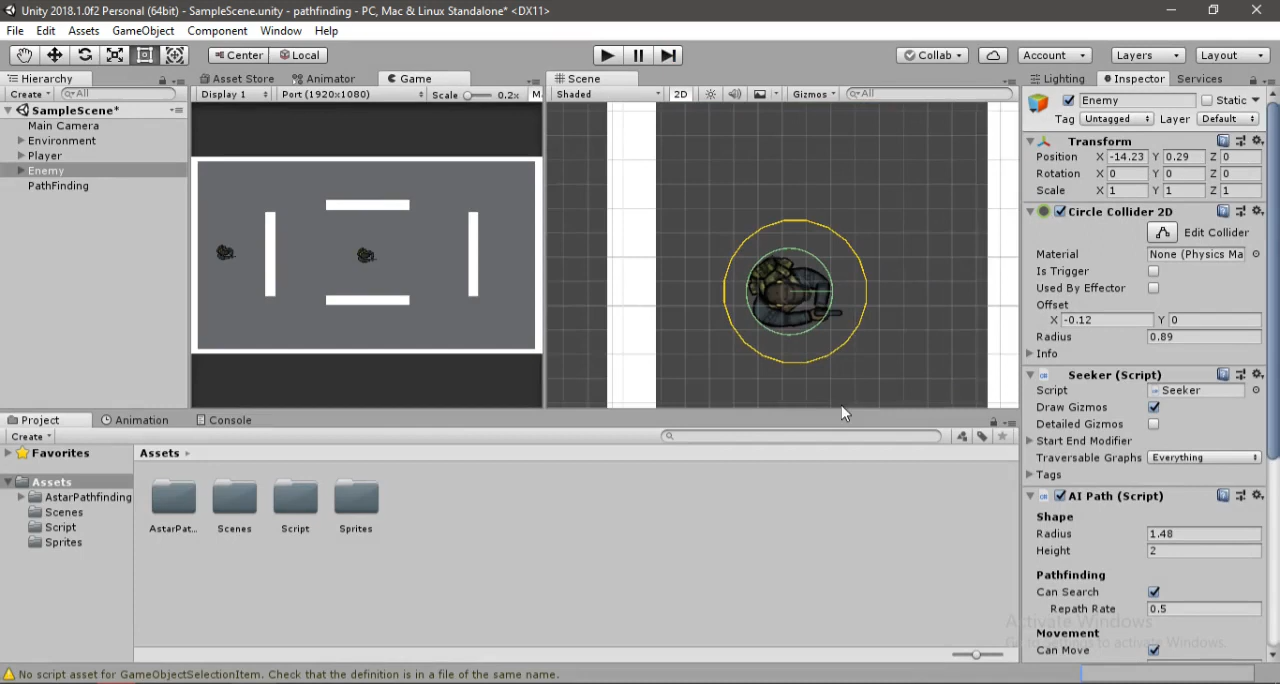 Unity 2018.1.0f2 Personal (64bit) - SampleScene.unity - pathfinding - PC, Mac & Linux Standalone* <DX11>
File Edit Assets GameObject Component Window Help
Center Local Collab Account Layers Layout
Hierarchy
Create All
SampleScene*
Main Camera
Environment
Player
Enemy
PathFinding
Asset Store Animator Game
Display 1 Port (1920x1080) Scale 0.2x M
Scene
Shaded 2D Gizmos All
Lighting Inspector Services
Enemy Static
Tag Untagged Layer Default
Transform
Position X -14.23 Y 0.29 Z 0
Rotation X 0 Y 0 Z 0
Scale X 1 Y 1 Z 1
Circle Collider 2D
Edit Collider
Material None (Physics Ma
Is Trigger
Used By Effector
Offset
X -0.12 Y 0
Radius 0.89
Info
Seeker (Script)
Script Seeker
Draw Gizmos
Detailed Gizmos
Start End Modifier
Traversable Graphs Everything
Tags
AI Path (Script)
Shape
Radius 1.48
Height 2
Pathfinding
Can Search
Repath Rate 0.5
Movement
Can Move
Activate Windows
Go to Settings to activate Windows.
Project Animation Console
Create
Favorites
Assets
AstarPathfinding
Scenes
Script
Sprites
Assets
AstarPat... Scenes Script Sprites
No script asset for GameObjectSelectionItem. Check that the definition is in a file of the same name.